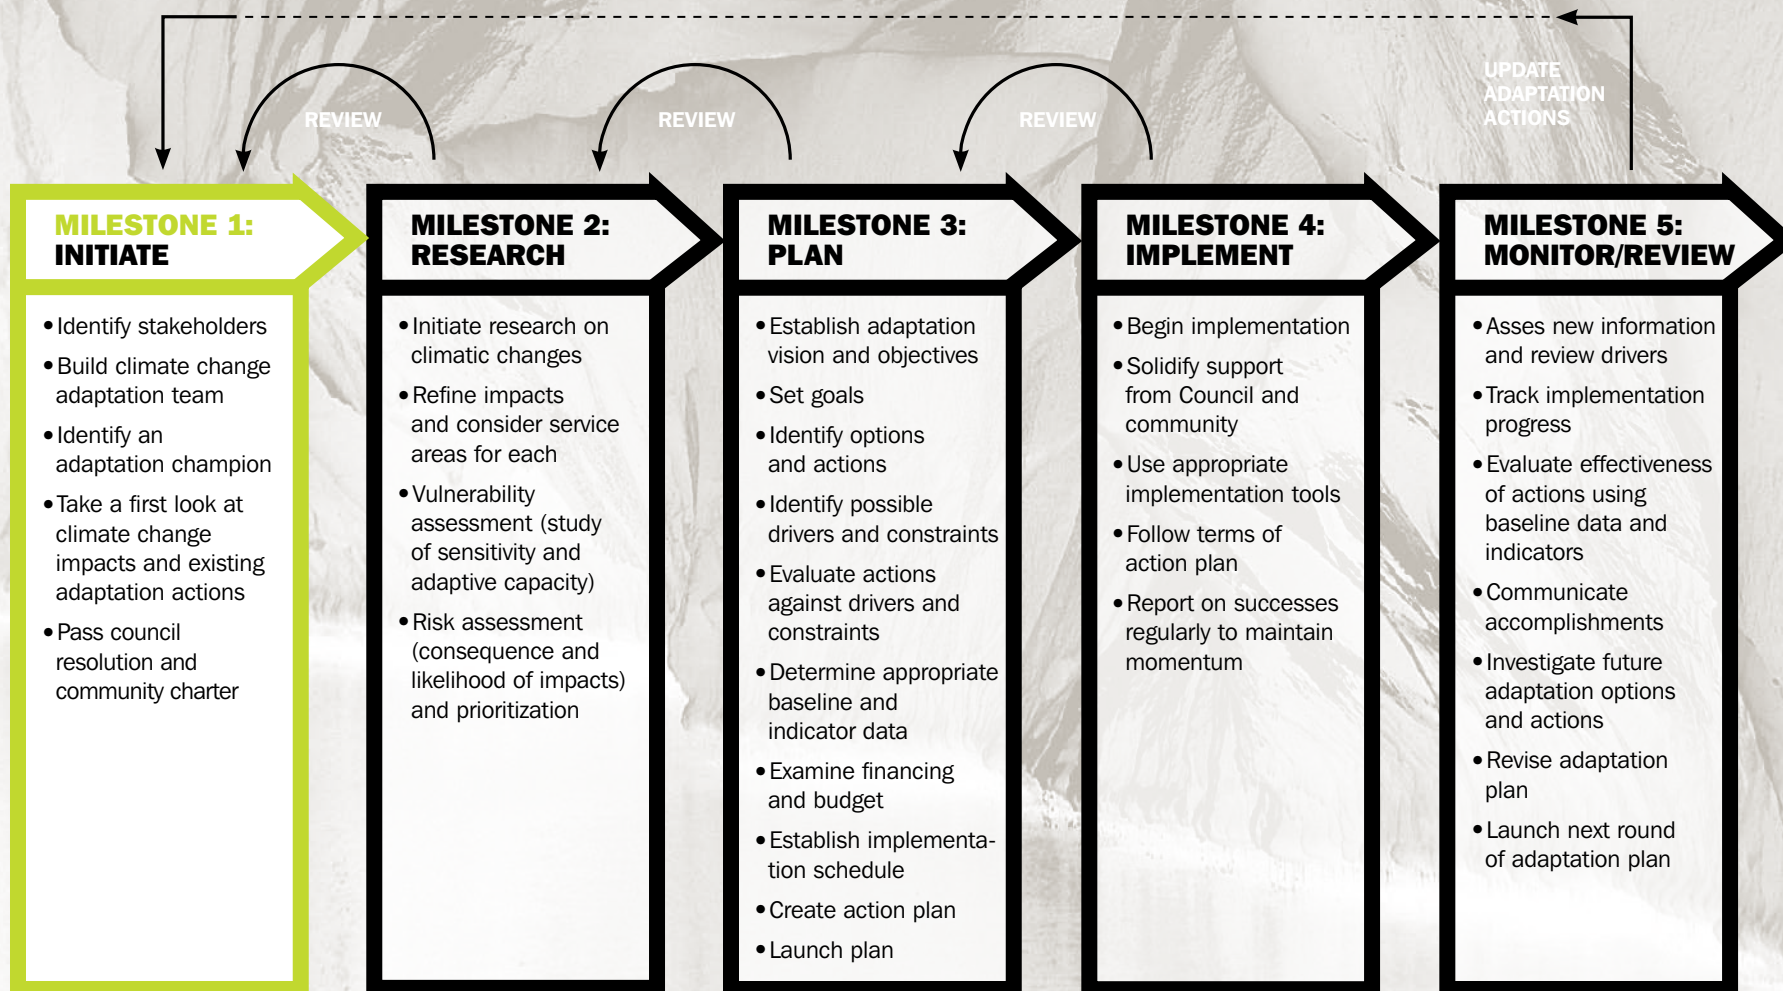 REVIEW
REVIEW
REVIEW
UPDATE
ADAPTATION
ACTIONS
MILESTONE 1:
INITIATE
• Identify stakeholders
• Build climate change
adaptation team
• Identify an
adaptation champion
• Take a first look at
climate change
impacts and existing
adaptation actions
• Pass council
resolution and
community charter
MILESTONE 2:
RESEARCH
• Initiate research on
climatic changes
• Refine impacts
and consider service
areas for each
• Vulnerability
assessment (study
of sensitivity and
adaptive capacity)
• Risk assessment
(consequence and
likelihood of impacts)
and prioritization
MILESTONE 3:
PLAN
• Establish adaptation
vision and objectives
• Set goals
• Identify options
and actions
• Identify possible
drivers and constraints
• Evaluate actions
against drivers and
constraints
• Determine appropriate
baseline and
indicator data
• Examine financing
and budget
• Establish implementa-
tion schedule
• Create action plan
• Launch plan
MILESTONE 4:
IMPLEMENT
• Begin implementation
• Solidify support
from Council and
community
• Use appropriate
implementation tools
• Follow terms of
action plan
• Report on successes
regularly to maintain
momentum
MILESTONE 5:
MONITOR/REVIEW
• Asses new information
and review drivers
• Track implementation
progress
• Evaluate effectiveness
of actions using
baseline data and
indicators
• Communicate
accomplishments
• Investigate future
adaptation options
and actions
• Revise adaptation
plan
• Launch next round
of adaptation plan